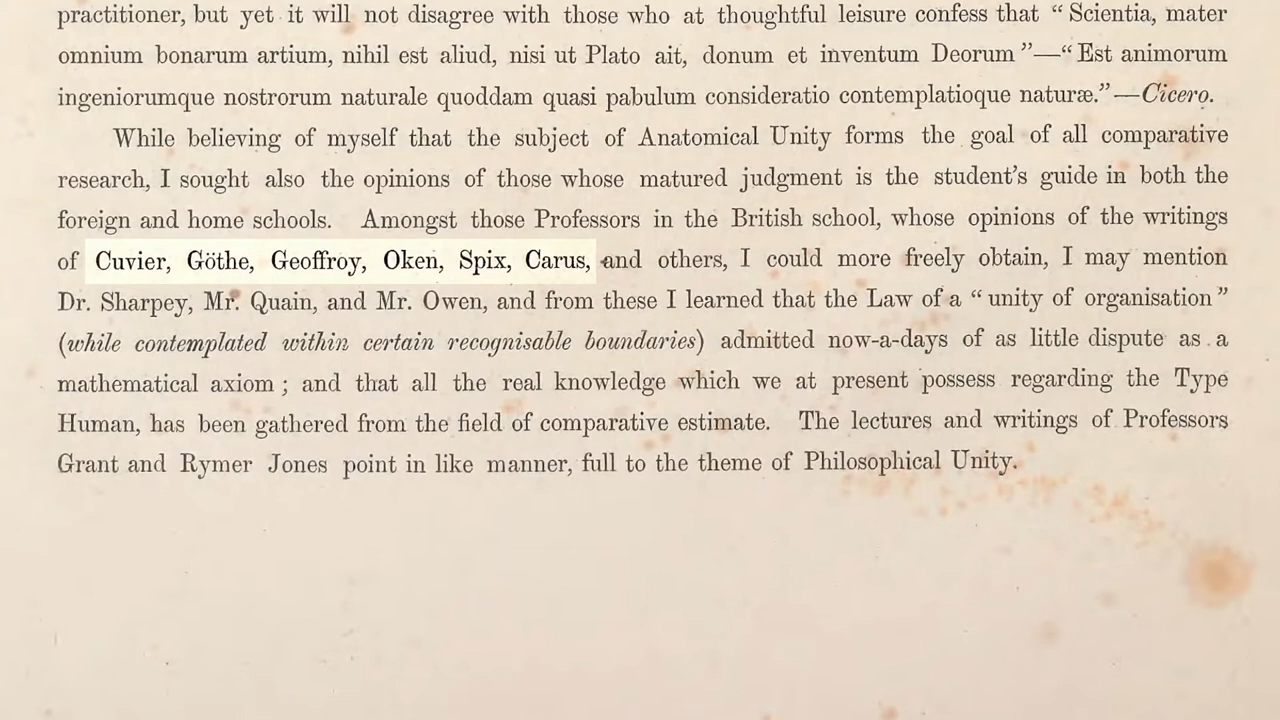 practitioner, but yet it will not disagree with those who at thoughtful leisure confess that “Scientia, mater
omnium bonarum artium, nihil est aliud, nisi ut Plato ait, donum et inventum Deorum”—“Est animorum
ingeniorumque nostrorum naturale quoddam quasi pabulum consideratio contemplatioque naturæ.”—Cicero.
While believing of myself that the subject of Anatomical Unity forms the goal of all comparative
research, I sought also the opinions of those whose matured judgment is the student’s guide in both the
foreign and home schools. Amongst those Professors in the British school, whose opinions of the writings
of Cuvier, Göthe, Geoffroy, Oken, Spix, Carus, and others, I could more freely obtain, I may mention
Dr. Sharpey, Mr. Quain, and Mr. Owen, and from these I learned that the Law of a “unity of organisation”
(while contemplated within certain recognisable boundaries) admitted now-a-days of as little dispute as a
mathematical axiom; and that all the real knowledge which we at present possess regarding the Type
Human, has been gathered from the field of comparative estimate. The lectures and writings of Professors
Grant and Rymer Jones point in like manner, full to the theme of Philosophical Unity.